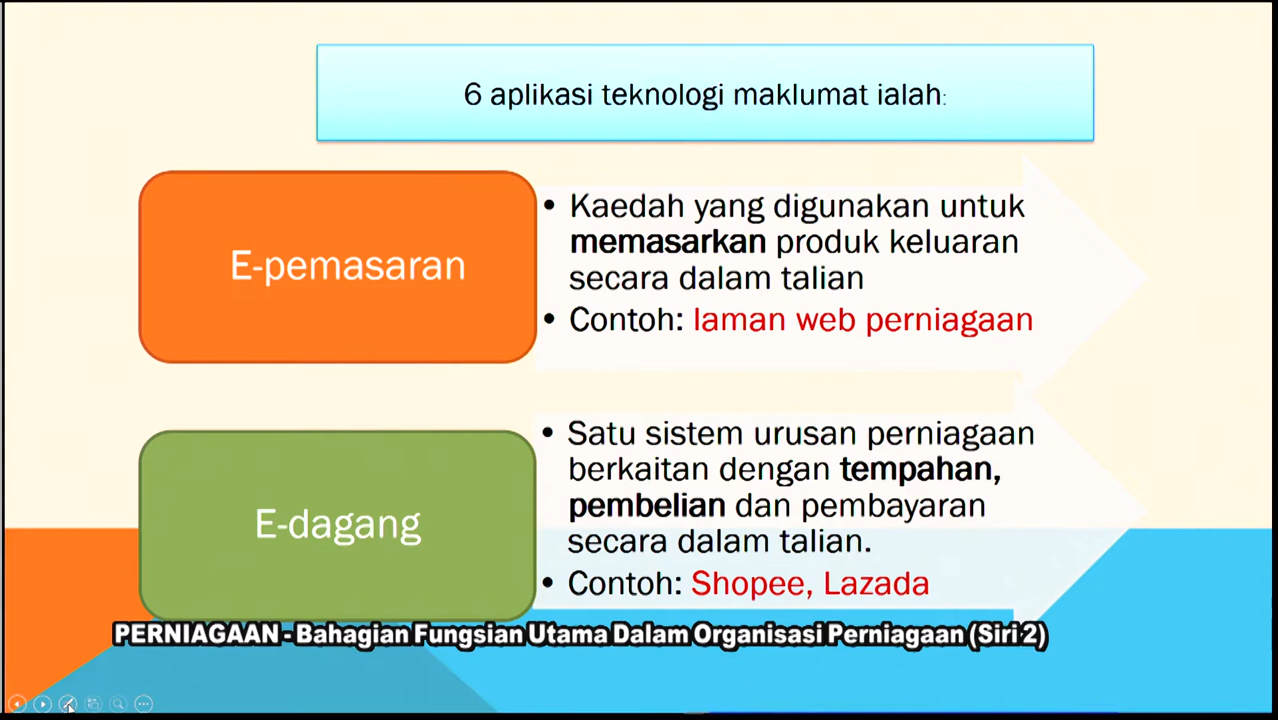 6 aplikasi teknologi maklumat ialah:
E-pemasaran
• Kaedah yang digunakan untuk
memasarkan produk keluaran
secara dalam talian
• Contoh: laman web perniagaan
E-dagang
• Satu sistem urusan perniagaan
berkaitan dengan tempahan,
pembelian dan pembayaran
secara dalam talian.
• Contoh: Shopee, Lazada
PERNIAGAAN - Bahagian Fungsian Utama Dalam Organisasi Perniagaan (Siri 2)